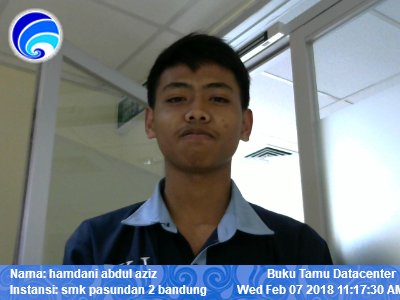 Nama: hamdani abdul aziz
Buku Tamu Datacenter
Instansi: smk pasundan 2 bandung
Wed Feb 07 2018 11:17:30 AM